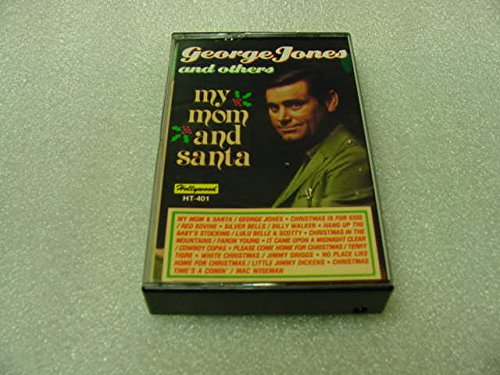 George Jones
and others
my
mom
and
santa
Hollywood
HT-401
MY MOM & SANTA / GEORGE JONES • CHRISTMAS IS FOR KIDS
/ RED SOVINE • SILVER BELLS / BILLY WALKER • HANG UP THE
BABY'S STOCKING / LULU BELLE & SCOTTY • CHRISTMAS IN THE
MOUNTAINS / FARON YOUNG • IT CAME UPON A MIDNIGHT CLEAR
/ COWBOY COPAS • PLEASE COME HOME FOR CHRISTMAS / TERRY
TIGRE • WHITE CHRISTMAS / JIMMY GRIGGS • NO PLACE LIKE
HOME FOR CHRISTMAS / LITTLE JIMMY DICKENS • CHRISTMAS
TIME'S A COMIN' / MAC WISEMAN